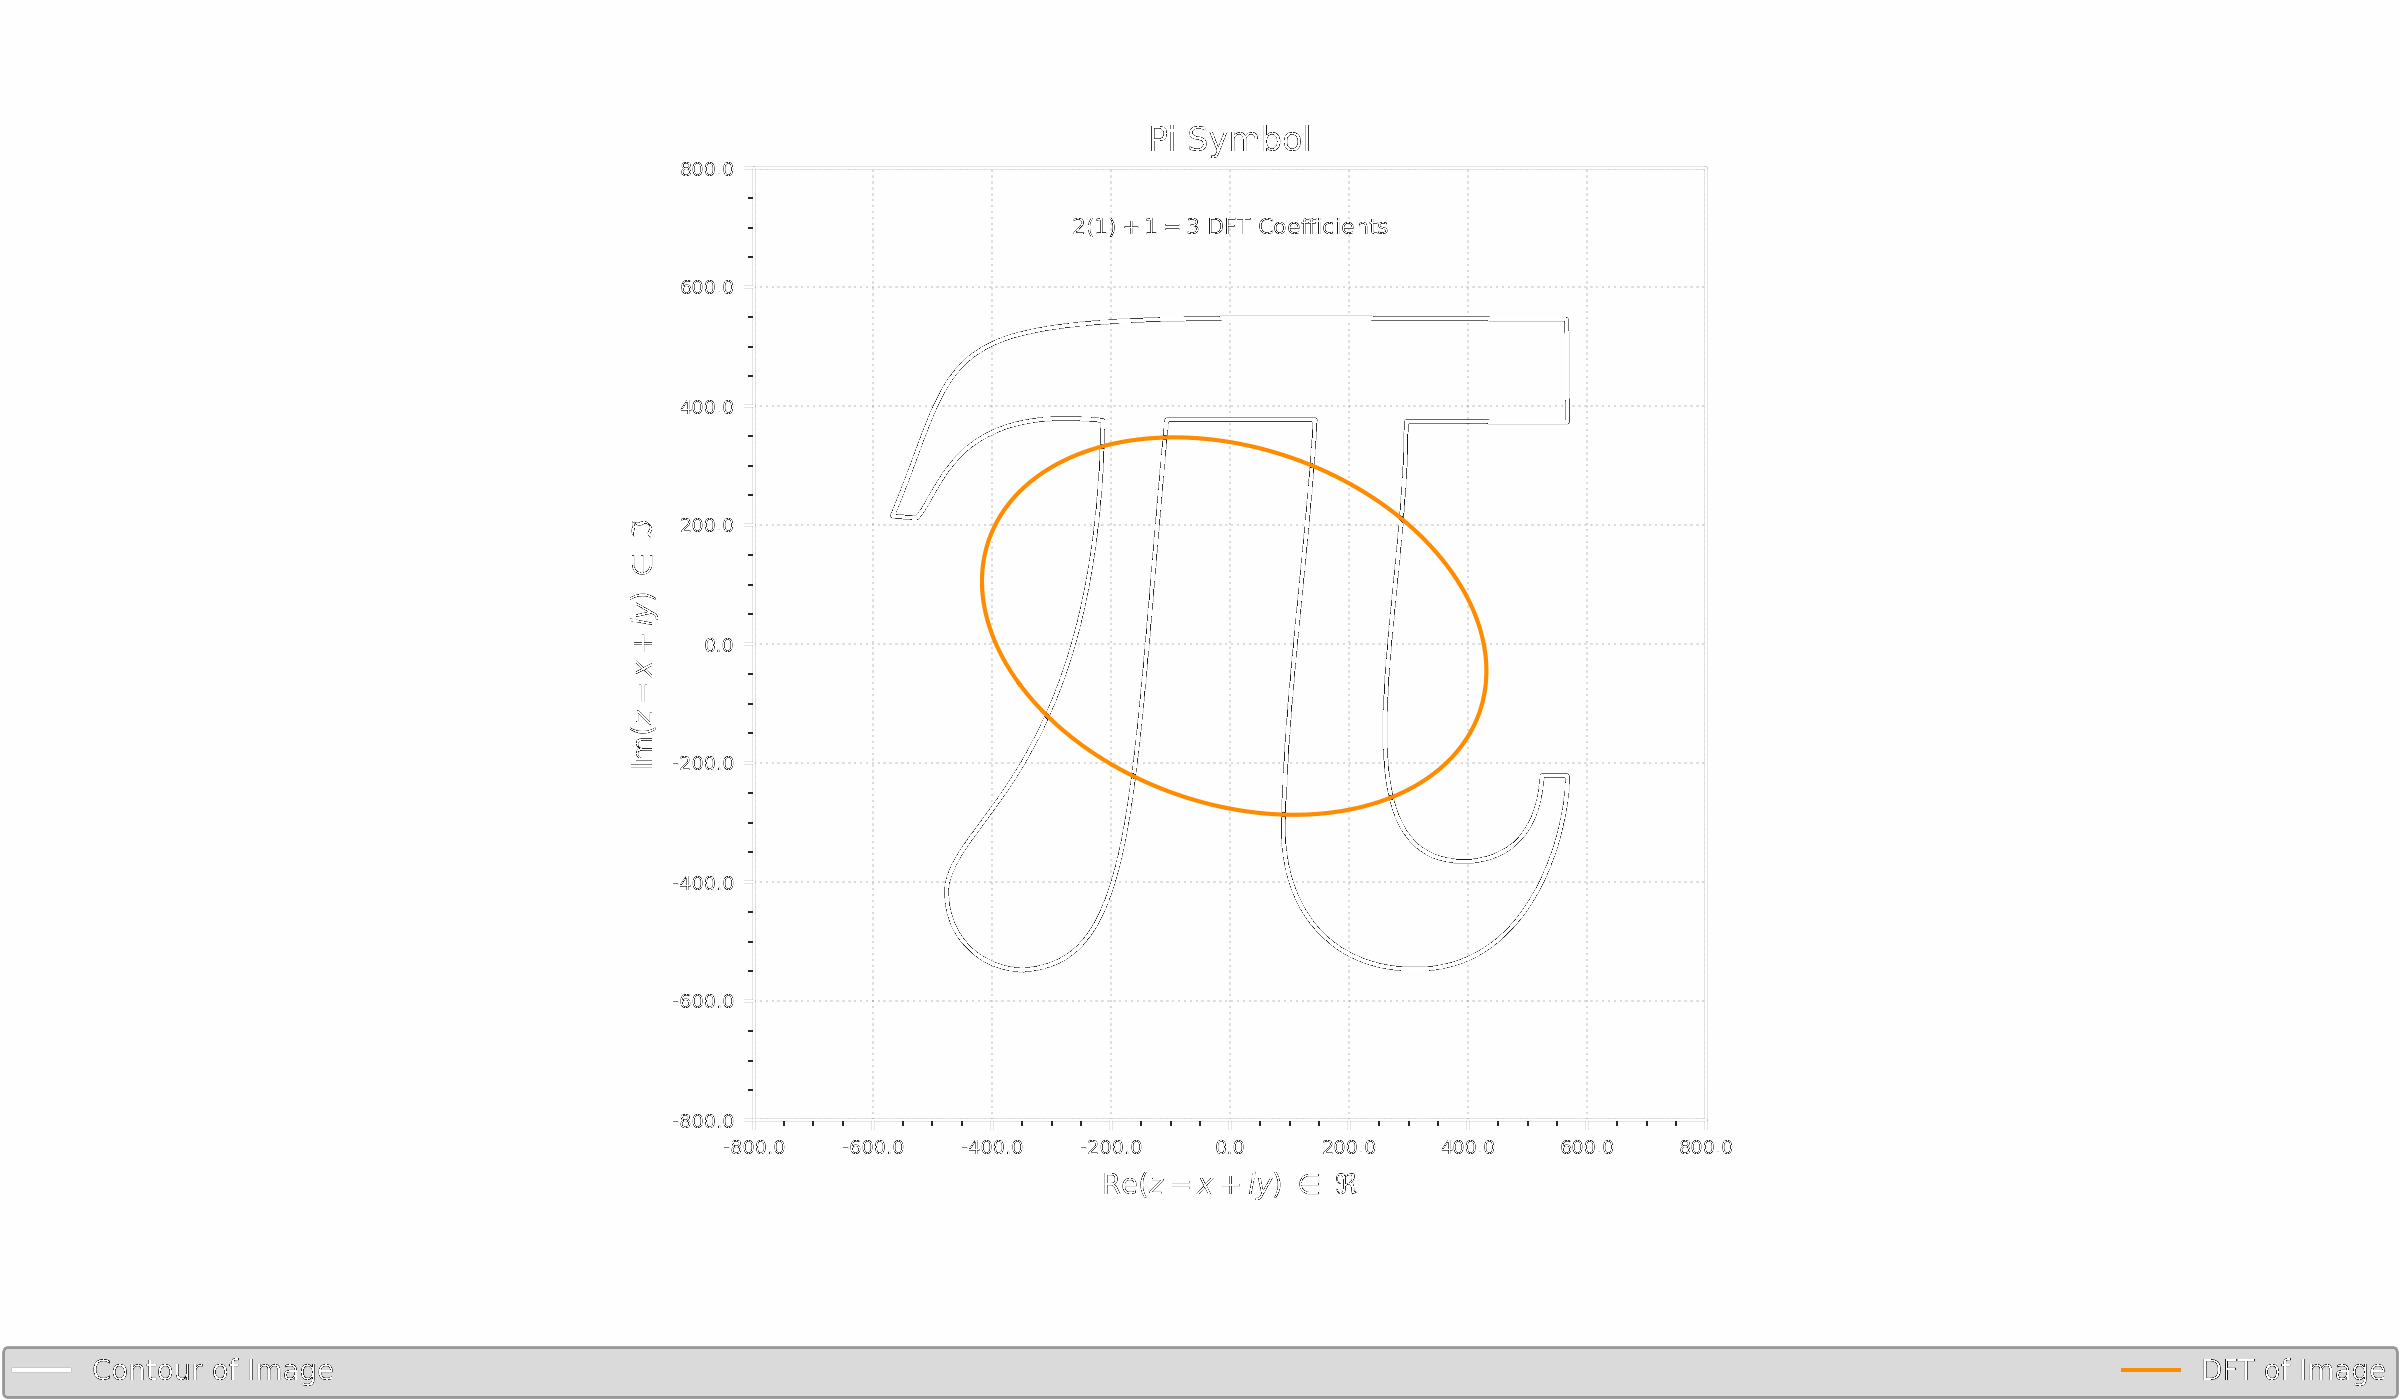 Pi Symbol
2(1) + 1 = 3 DFT Coefficients
800.0
600.0
400.0
200.0
0.0
-200.0
-400.0
-600.0
-800.0
Im(z = x + iy) ∈ ℑ
-800.0 -600.0 -400.0 -200.0 0.0 200.0 400.0 600.0 800.0
Re(z = x + iy) ∈ ℜ
Contour of Image DFT of Image